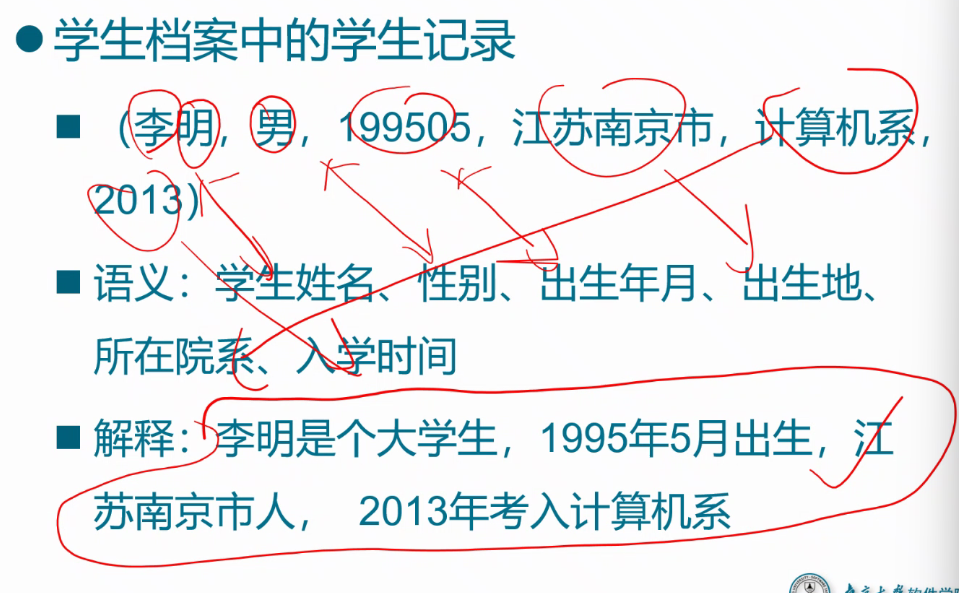 学生档案中的学生记录
（李明，男，199505，江苏南京市，计算机系，
2013）
语义：学生姓名、性别、出生年月、出生地、
所在院系、入学时间
解释：李明是个大学生，1995年5月出生，江
苏南京市人， 2013年考入计算机系